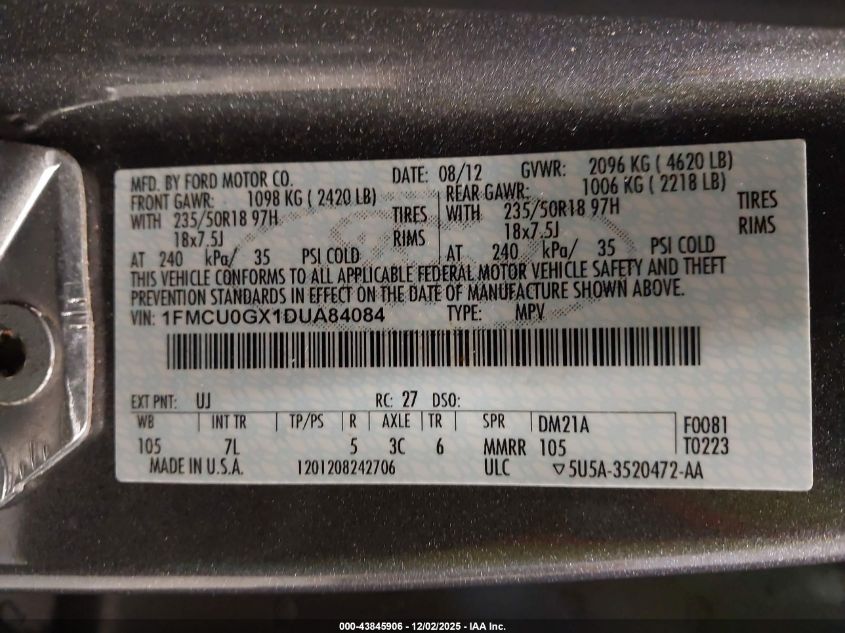 MFD. BY FORD MOTOR CO. DATE: 08/12 GVWR: 2096 KG ( 4620 LB)
FRONT GAWR: 1098 KG ( 2420 LB) REAR GAWR: 1006 KG ( 2218 LB)
WITH 235/50R18 97H TIRES WITH 235/50R18 97H TIRES
18x7.5J RIMS 18x7.5J RIMS
AT 240 kPa/ 35 PSI COLD AT 240 kPa/ 35 PSI COLD
THIS VEHICLE CONFORMS TO ALL APPLICABLE FEDERAL MOTOR VEHICLE SAFETY AND THEFT
PREVENTION STANDARDS IN EFFECT ON THE DATE OF MANUFACTURE SHOWN ABOVE.
VIN: 1FMCU0GX1DUA84084 TYPE: MPV
EXT PNT: UJ RC: 27 DSO:
WB INT TR TP/PS R AXLE TR SPR DM21A F0081
105 7L 5 3C 6 MMRR 105 T0223
MADE IN U.S.A. 1201208242706 ULC ▽5U5A-3520472-AA
000-43845906 - 12/02/2025 - IAA Inc.